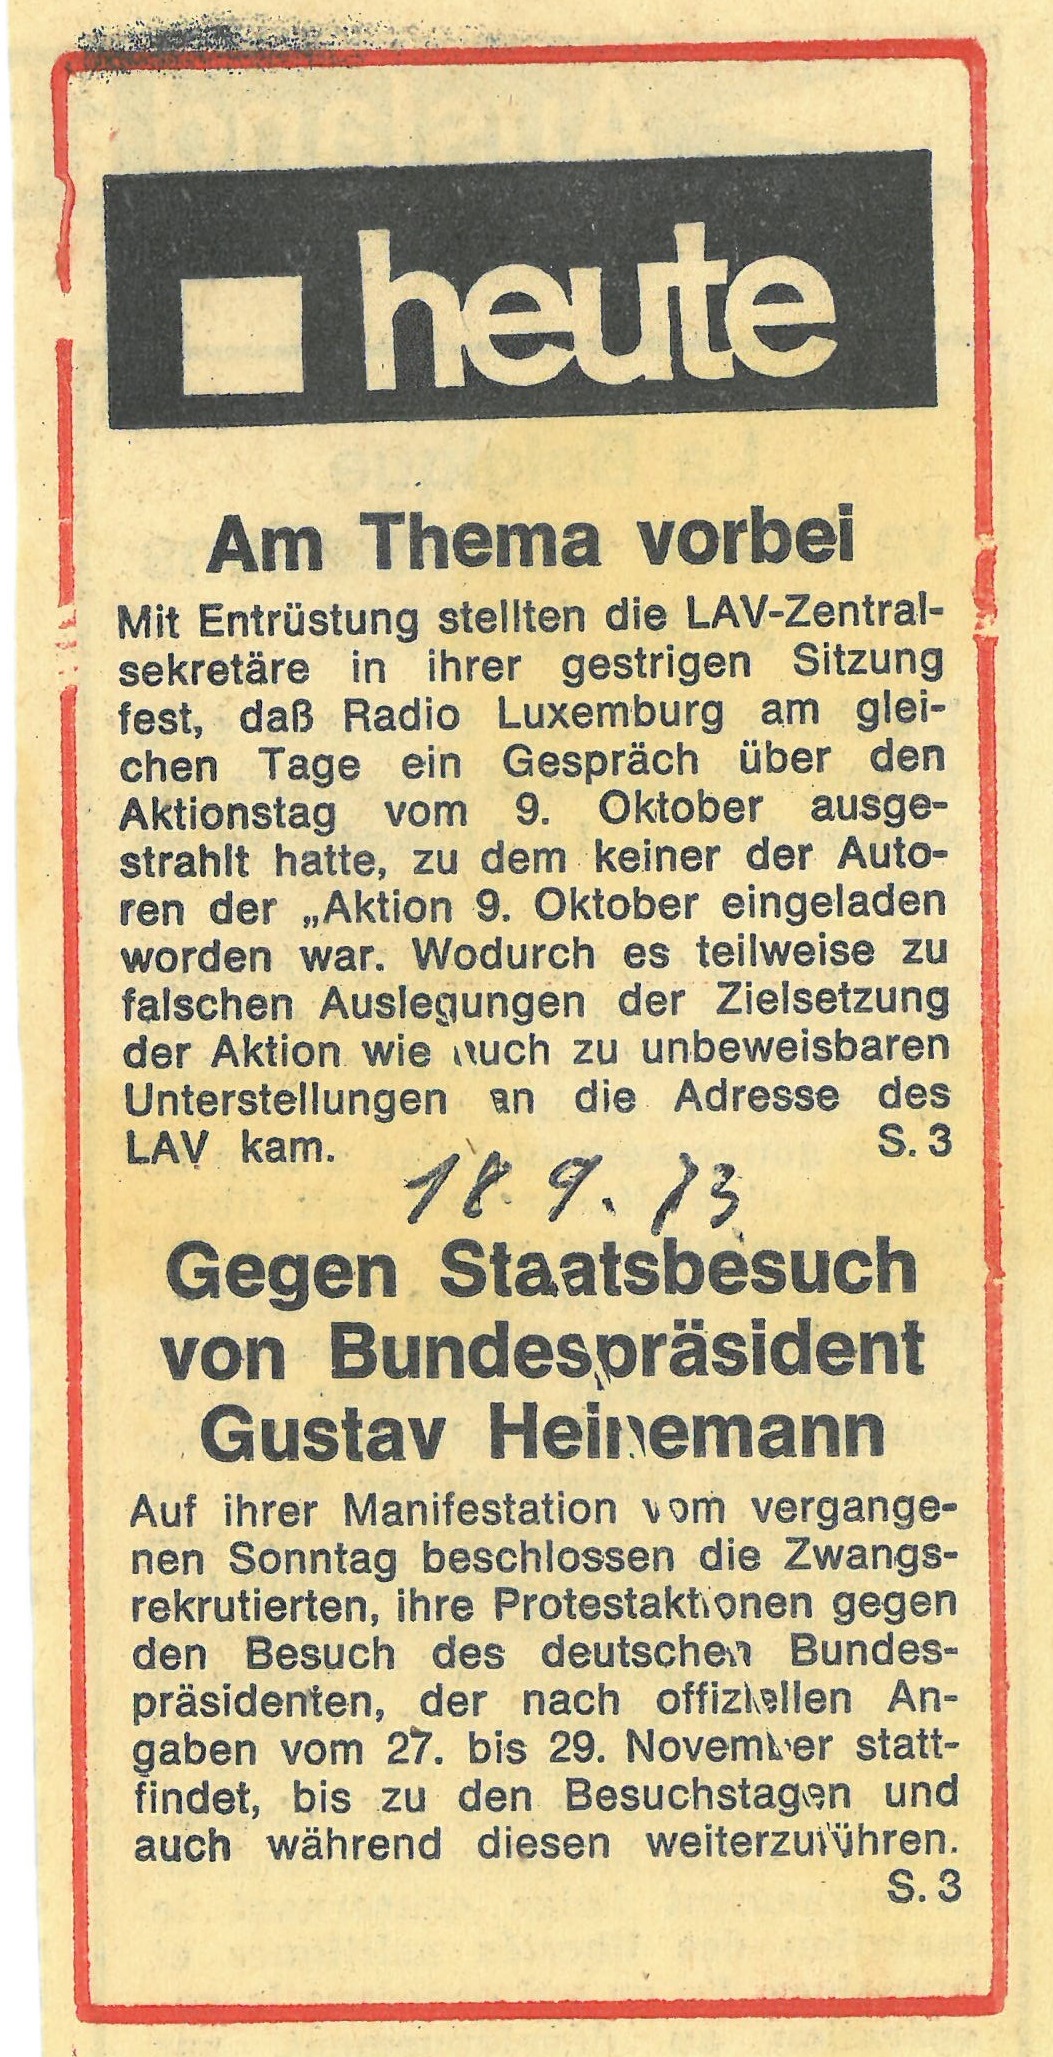 heute
Am Thema vorbei
Mit Entrüstung stellten die LAV-Zentral-
sekretäre in ihrer gestrigen Sitzung
fest, daß Radio Luxemburg am glei-
chen Tage ein Gespräch über den
Aktionstag vom 9. Oktober ausge-
strahlt hatte, zu dem keiner der Auto-
ren der „Aktion 9. Oktober eingeladen
worden war. Wodurch es teilweise zu
falschen Auslegungen der Zielsetzung
der Aktion wie auch zu unbeweisbaren
Unterstellungen an die Adresse des
LAV kam. S. 3
18. 9. 73
Gegen Staatsbesuch
von Bundespräsident
Gustav Heinemann
Auf ihrer Manifestation vom vergange-
nen Sonntag beschlossen die Zwangs-
rekrutierten, ihre Protestaktionen gegen
den Besuch des deutschen Bundes-
präsidenten, der nach offiziellen An-
gaben vom 27. bis 29. November statt-
findet, bis zu den Besuchstagen und
auch während diesen weiterzuführen.
S. 3